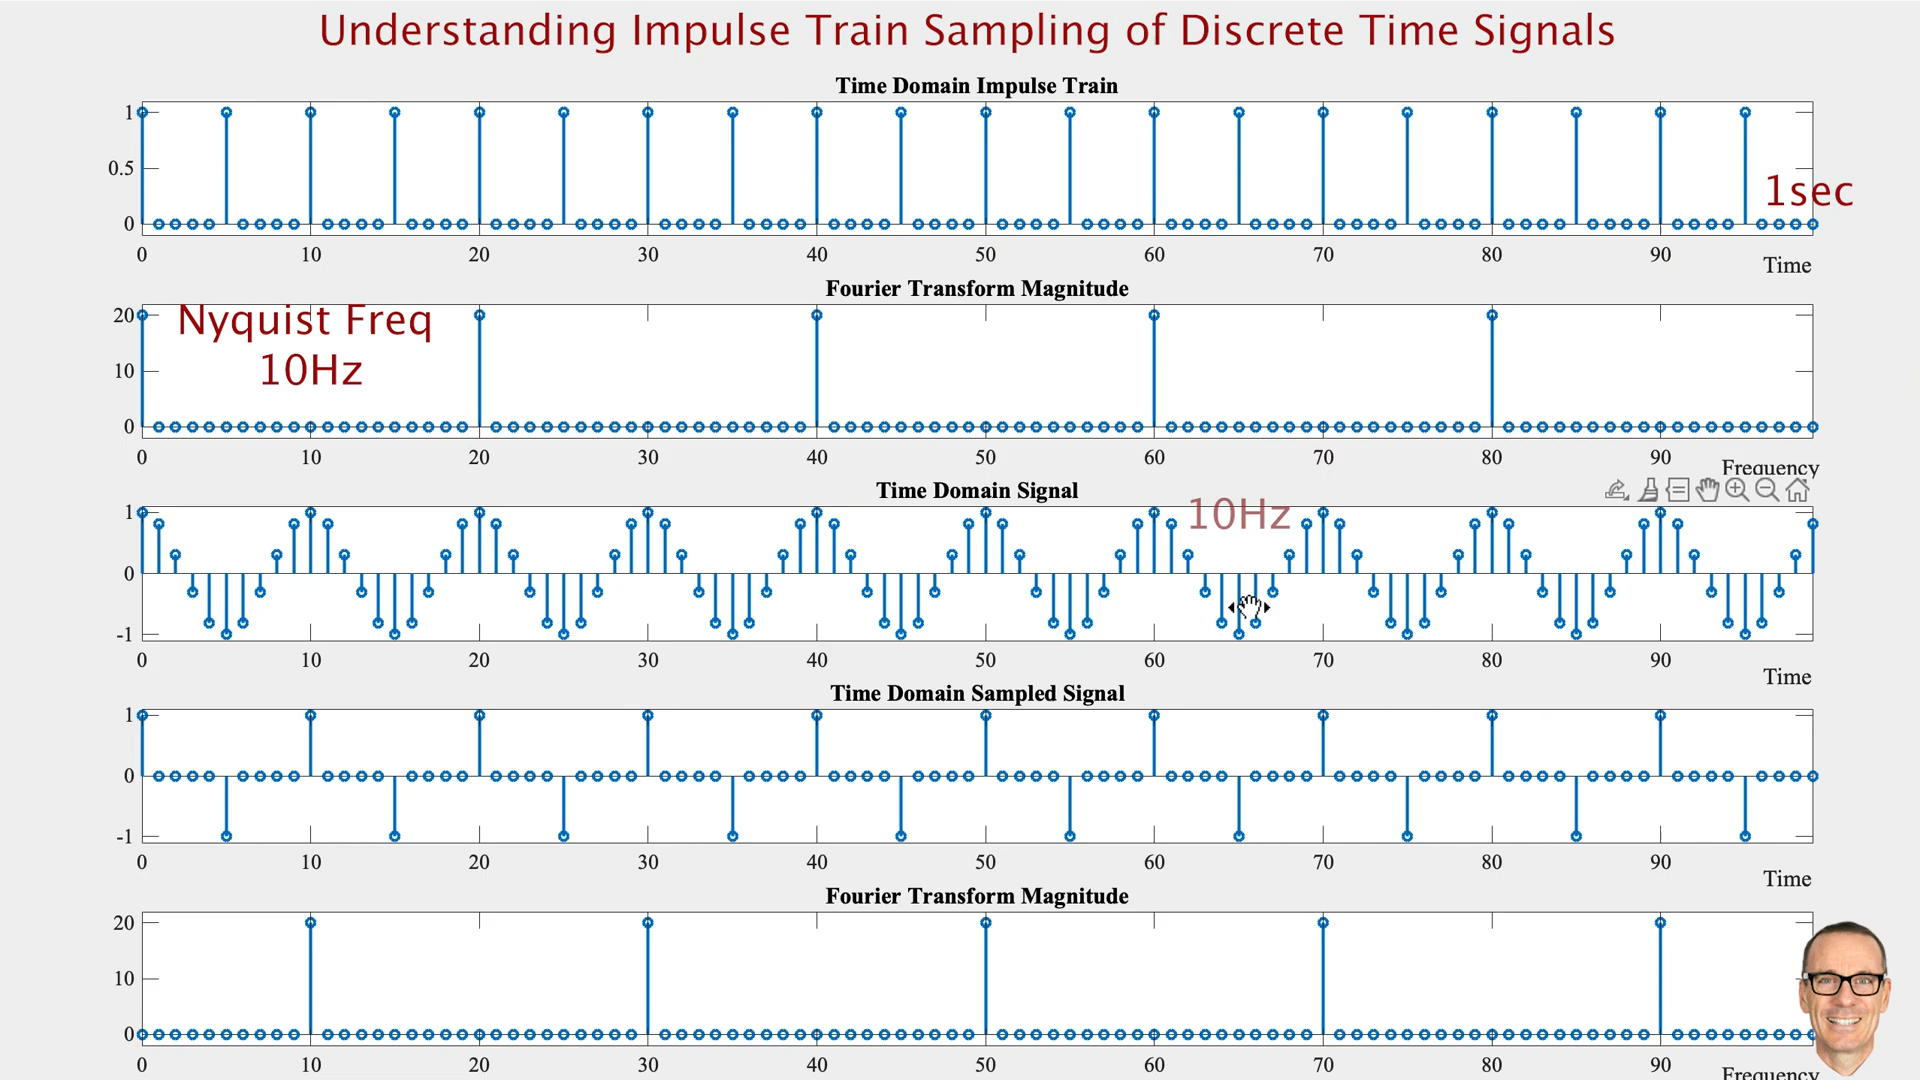 Understanding Impulse Train Sampling of Discrete Time Signals
Time Domain Impulse Train
1
0.5
0
1sec
0 10 20 30 40 50 60 70 80 90
Time
Fourier Transform Magnitude
20
10
0
Nyquist Freq
10Hz
0 10 20 30 40 50 60 70 80 90
Frequency
Time Domain Signal
10Hz
1
0
-1
0 10 20 30 40 50 60 70 80 90
Time
Time Domain Sampled Signal
1
0
-1
0 10 20 30 40 50 60 70 80 90
Time
Fourier Transform Magnitude
20
10
0
0 10 20 30 40 50 60 70 80 90
Frequency